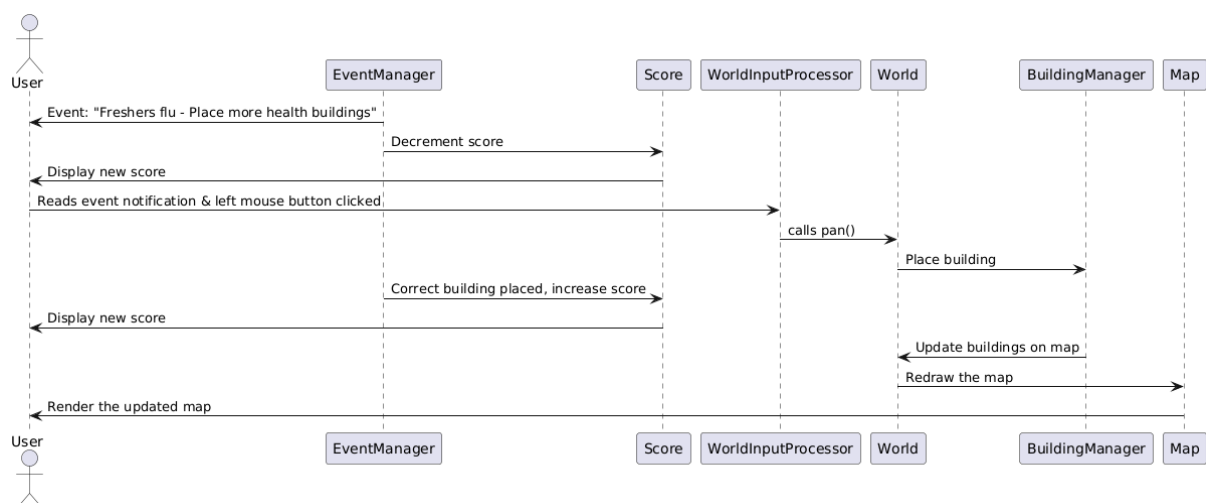 User
EventManager
Score
WorldInputProcessor
World
BuildingManager
Map
Event: "Freshers flu - Place more health buildings"
Decrement score
Display new score
Reads event notification & left mouse button clicked
calls pan()
Place building
Correct building placed, increase score
Display new score
Update buildings on map
Redraw the map
Render the updated map
User
EventManager
Score
WorldInputProcessor
World
BuildingManager
Map